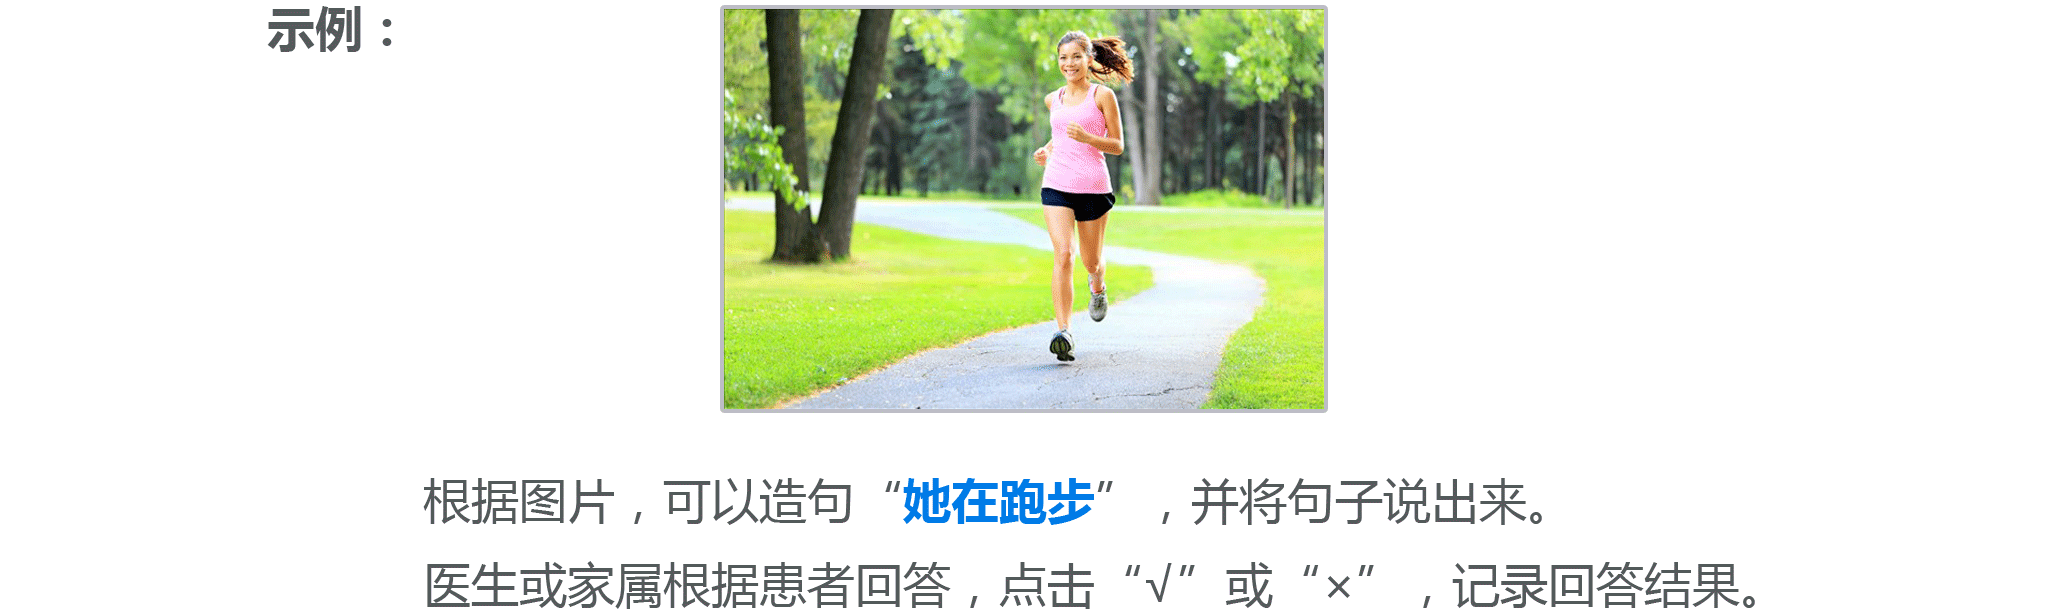 示例：
根据图片，可以造句“她在跑步”，并将句子说出来。
医生或家属根据患者回答，点击“√”或“×”，记录回答结果。